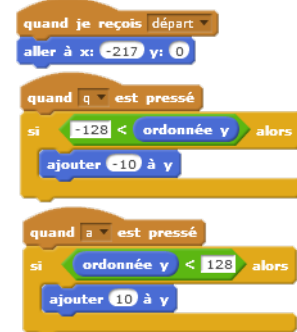 quand je reçois départ
aller à x: -217 y: 0
quand q est pressé
si -128 < ordonnée y alors
ajouter -10 à y
quand a est pressé
si ordonnée y < 128 alors
ajouter 10 à y